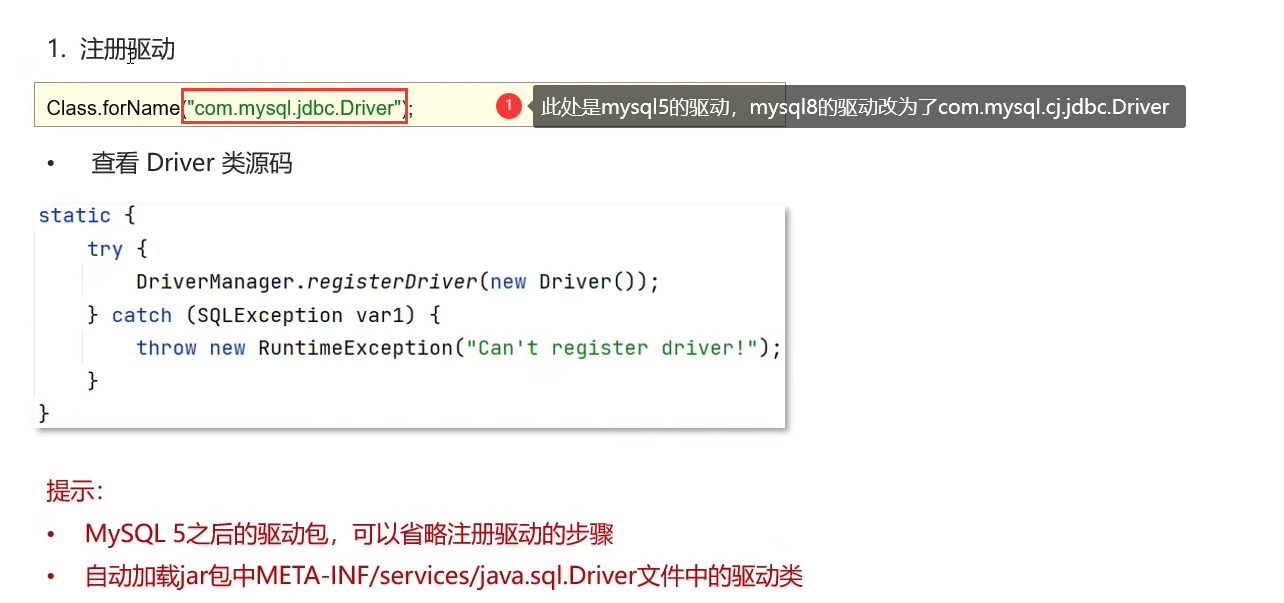 1. 注册驱动
Class.forName("com.mysql.jdbc.Driver");
1 此处是mysql5的驱动，mysql8的驱动改为了com.mysql.cj.jdbc.Driver
• 查看 Driver 类源码
static {
try {
DriverManager.registerDriver(new Driver());
} catch (SQLException var1) {
throw new RuntimeException("Can't register driver!");
}
}
提示：
• MySQL 5之后的驱动包，可以省略注册驱动的步骤
• 自动加载jar包中META-INF/services/java.sql.Driver文件中的驱动类